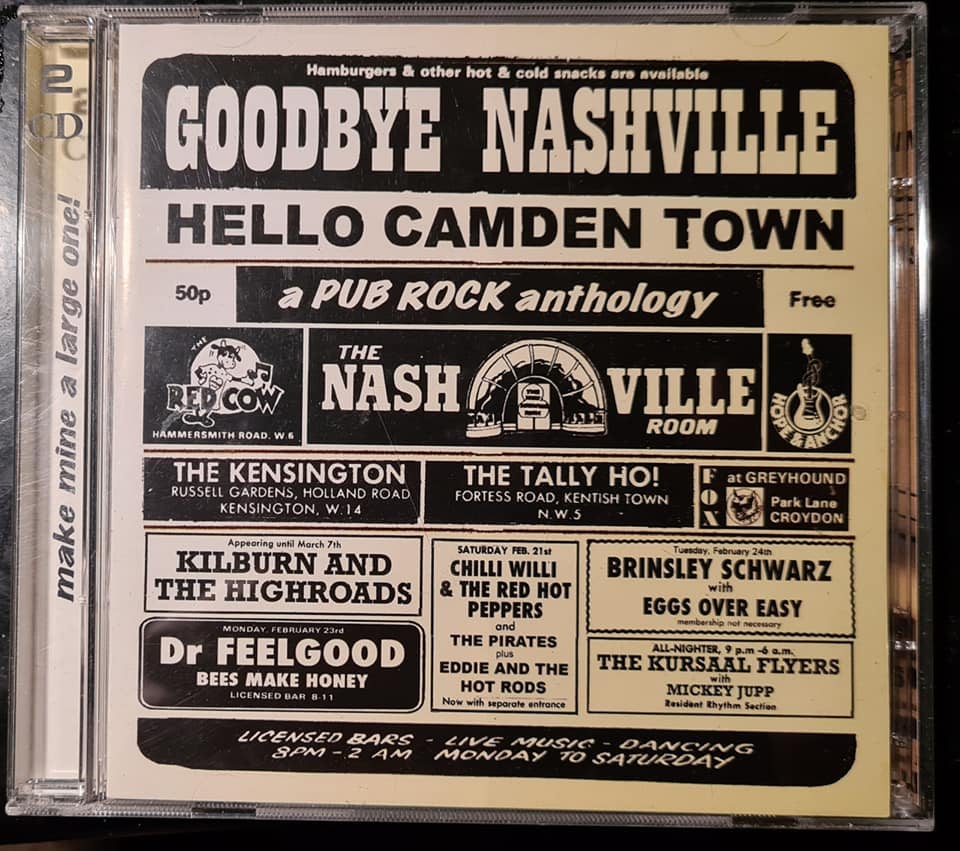 2
CD
make mine a large one!
Hamburgers & other hot & cold snacks are available
GOODBYE NASHVILLE
HELLO CAMDEN TOWN
50p
a PUB ROCK anthology
Free
THE
RED COW
HAMMERSMITH ROAD. W.6
THE
NASHVILLE
ROOM
HOPE & ANCHOR
THE KENSINGTON
RUSSELL GARDENS, HOLLAND ROAD
KENSINGTON, W.14
THE TALLY HO!
FORTESS ROAD, KENTISH TOWN
N.W.5
FOX
at GREYHOUND
Park Lane
CROYDON
Appearing until March 7th
KILBURN AND
THE HIGHROADS
MONDAY, FEBRUARY 23rd
Dr FEELGOOD
BEES MAKE HONEY
LICENSED BAR 8-11
SATURDAY FEB. 21st
CHILLI WILLI
& THE RED HOT
PEPPERS
and
THE PIRATES
plus
EDDIE AND THE
HOT RODS
Now with separate entrance
Tuesday, February 24th
BRINSLEY SCHWARZ
with
EGGS OVER EASY
membership not necessary
ALL-NIGHTER, 9 p.m -6 a.m.
THE KURSAAL FLYERS
with
MICKEY JUPP
Resident Rhythm Section
LICENSED BARS - LIVE MUSIC - DANCING
8PM - 2 AM MONDAY TO SATURDAY